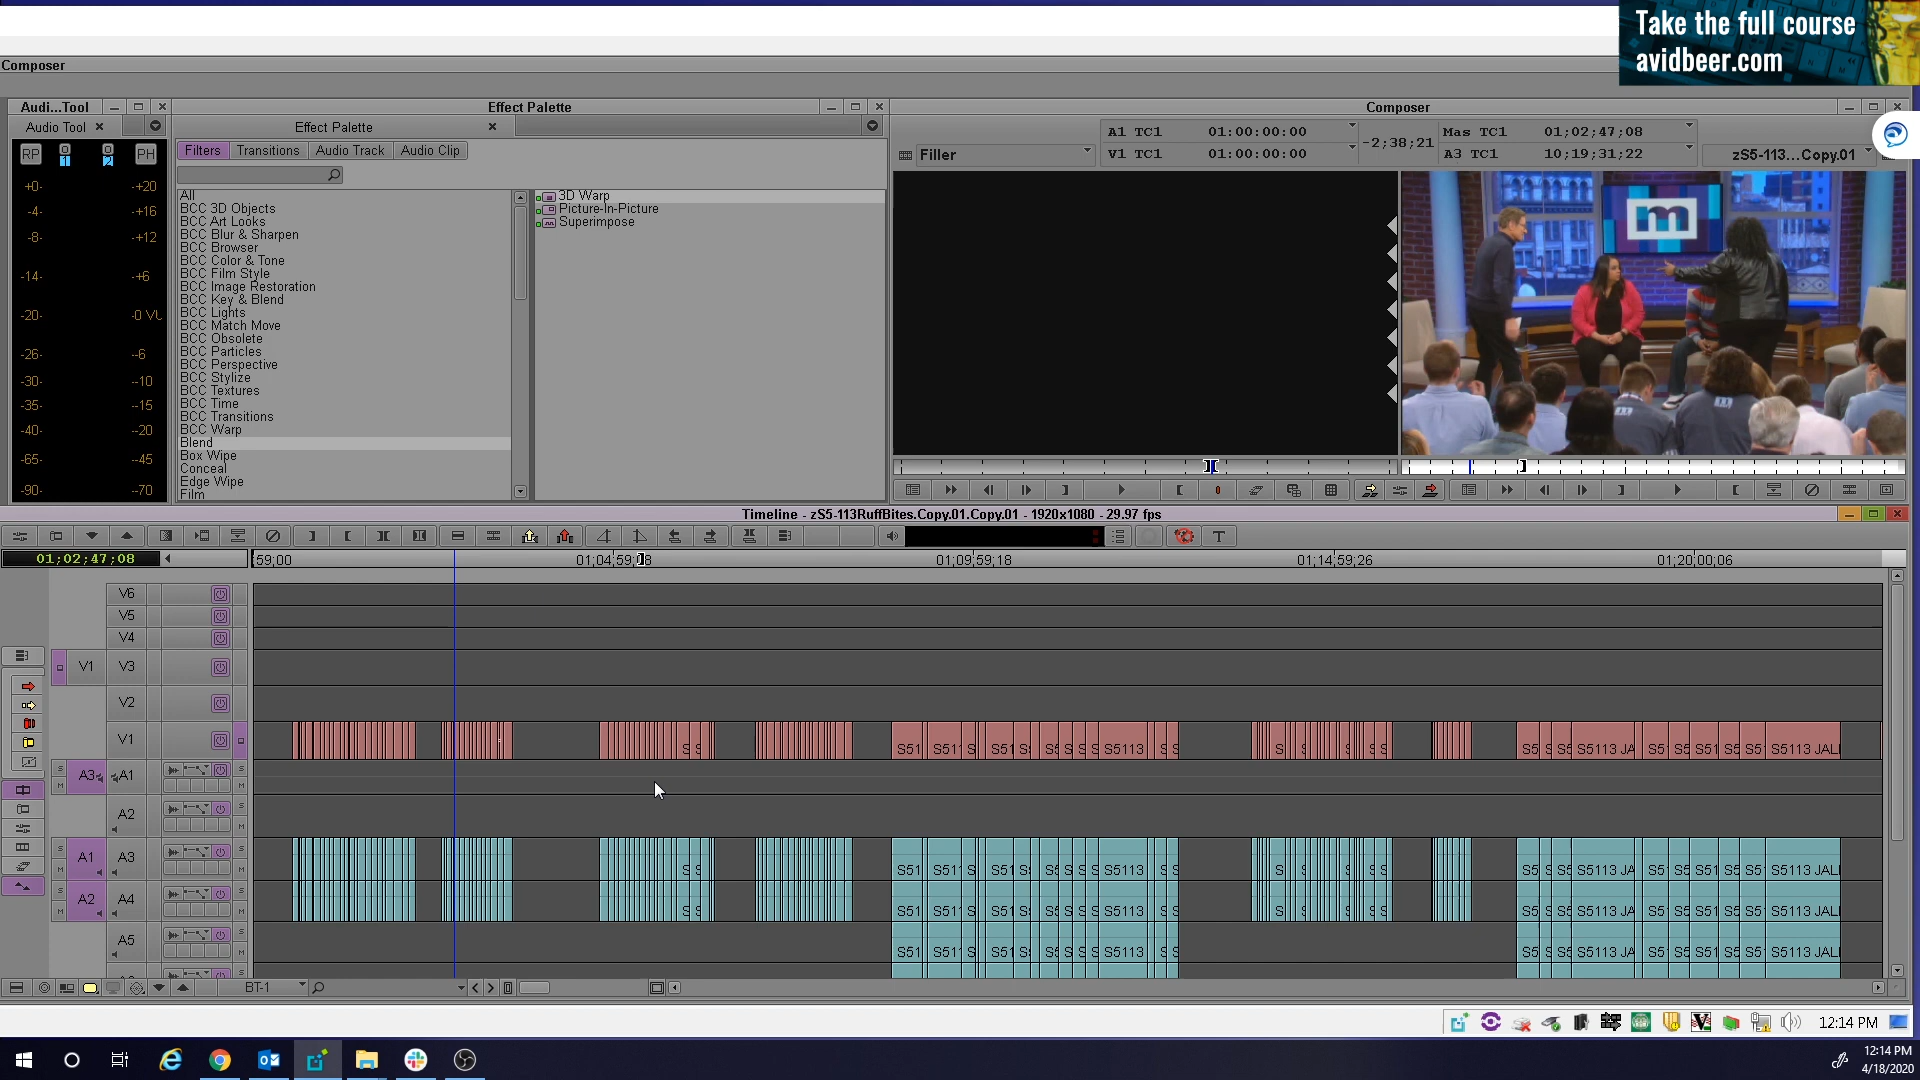 Take the full course
avidbeer.com
Composer
Audi...Tool
Effect Palette
Composer
Audio Tool
Effect Palette
RP
PH
Filters
Transitions
Audio Track
Audio Clip
Filler
A1 TC1 01:00:00:00
V1 TC1 01:00:00:00
-2;38;21
Mas TC1 01;02;47;08
A3 TC1 10;19;31;22
zS5-113...Copy.01
All
BCC 3D Objects
BCC Art Looks
BCC Blur & Sharpen
BCC Browser
BCC Color & Tone
BCC Film Style
BCC Image Restoration
BCC Key & Blend
BCC Lights
BCC Match Move
BCC Obsolete
BCC Particles
BCC Perspective
BCC Stylize
BCC Textures
BCC Time
BCC Transitions
BCC Warp
Blend
Box Wipe
Conceal
Edge Wipe
Film
3D Warp
Picture-In-Picture
Superimpose
m
Timeline - zS5-113RuffBites.Copy.01.Copy.01 - 1920x1080 - 29.97 fps
01;02;47;08
59;00
01;09;59;18
01;14;59;26
01;20;00;06
V6
V5
V4
V1 V3
V2
V1
A3 A1
A2
A1 A3
A2 A4
A5
S5113
S5113 JALI
BT-1
12:14 PM
12:14 PM
4/18/2020